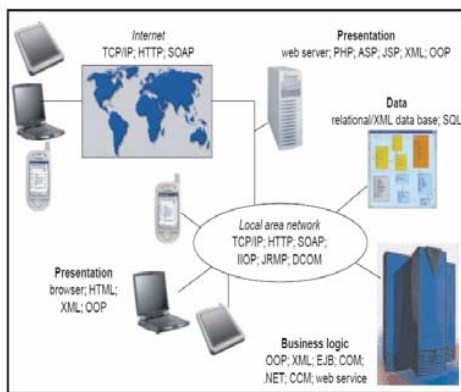 Internet
TCP/IP; HTTP; SOAP
Presentation
web server; PHP; ASP; JSP; XML; OOP
Data
relational/XML data base; SQL
Local area network
TCP/IP; HTTP; SOAP;
IIOP; JRMP; DCOM
Presentation
browser; HTML;
XML; OOP
Business logic
OOP; XML; EJB; COM;
.NET; CCM; web service